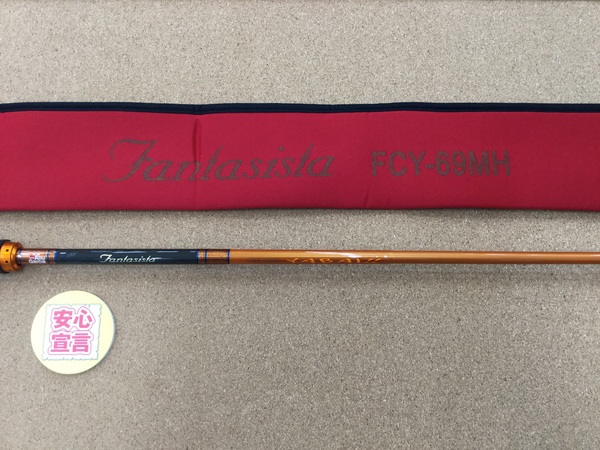 Fantasista FCY-69MH
Fantasista
YABAI
安心
宣言